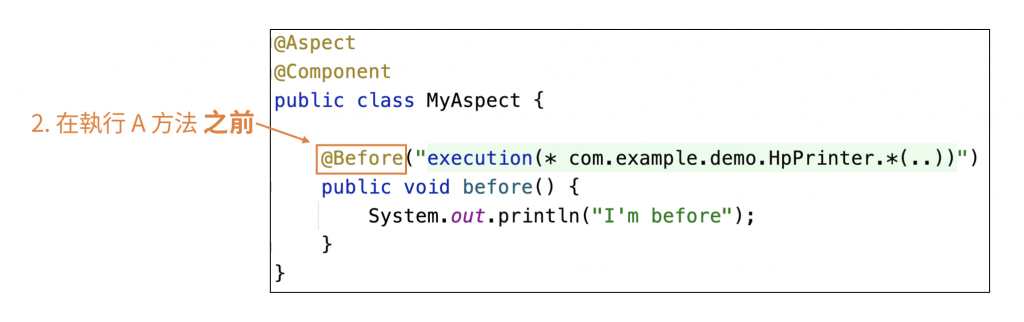 @Aspect
@Component
public class MyAspect {
2. 在執行 A 方法 之前
@Before("execution(* com.example.demo.HpPrinter.*(..))")
public void before() {
System.out.println("I'm before");
}
}